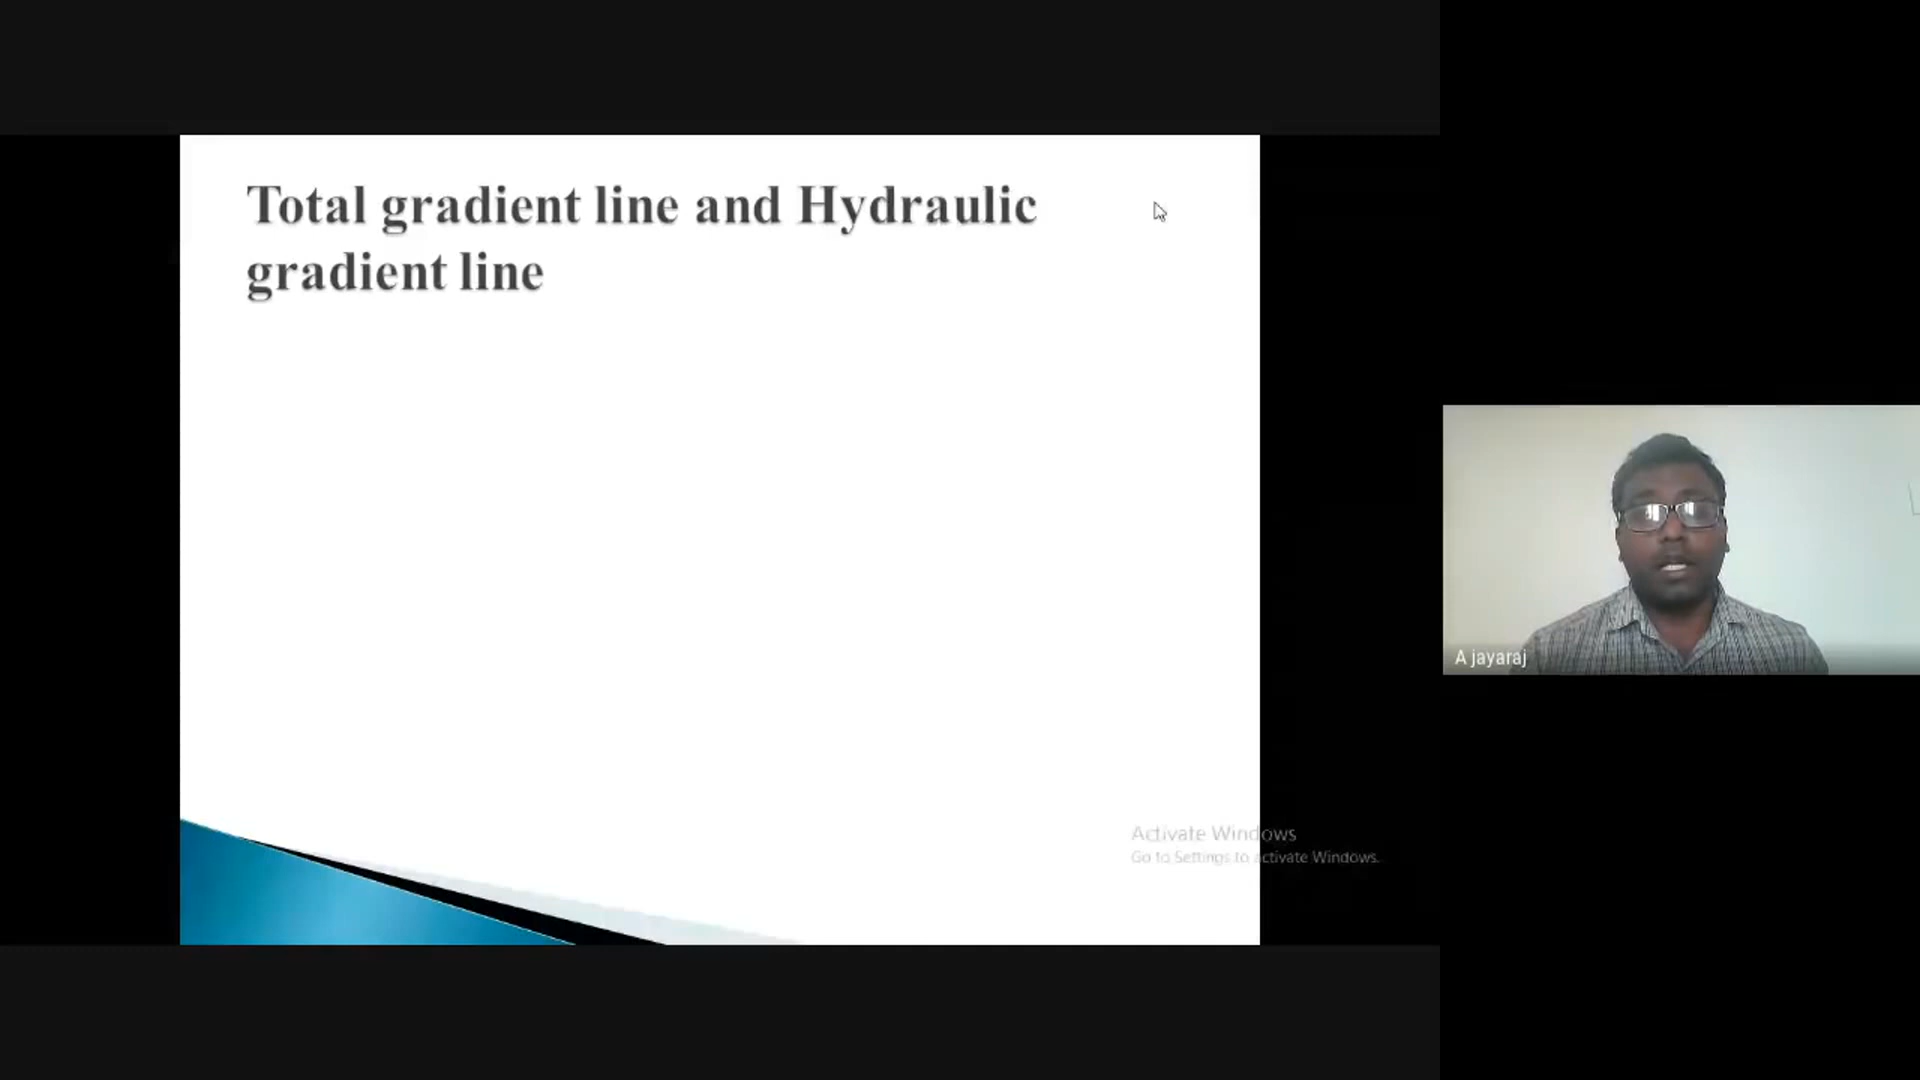 Total gradient line and Hydraulic
gradient line
A jayaraj
Activate Windows
Go to Settings to activate Windows.